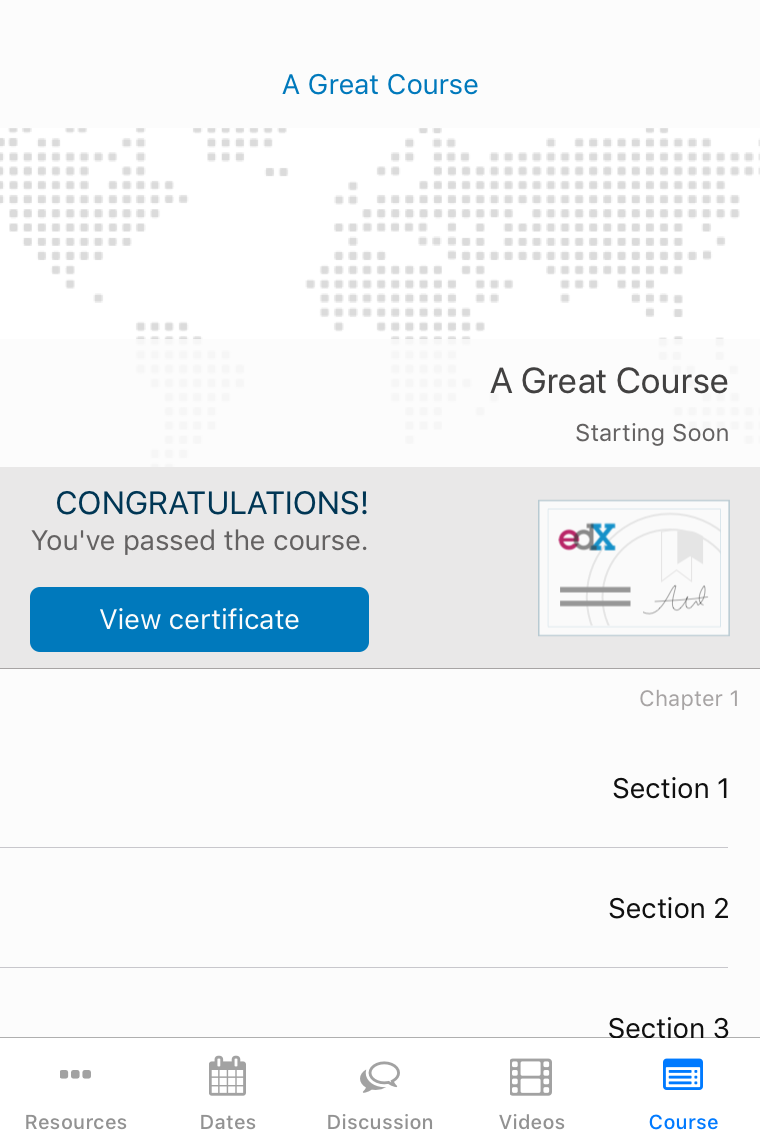 A Great Course
A Great Course
Starting Soon
CONGRATULATIONS!
You've passed the course.
View certificate
edX
Chapter 1
Section 1
Section 2
Section 3
Resources
Dates
Discussion
Videos
Course